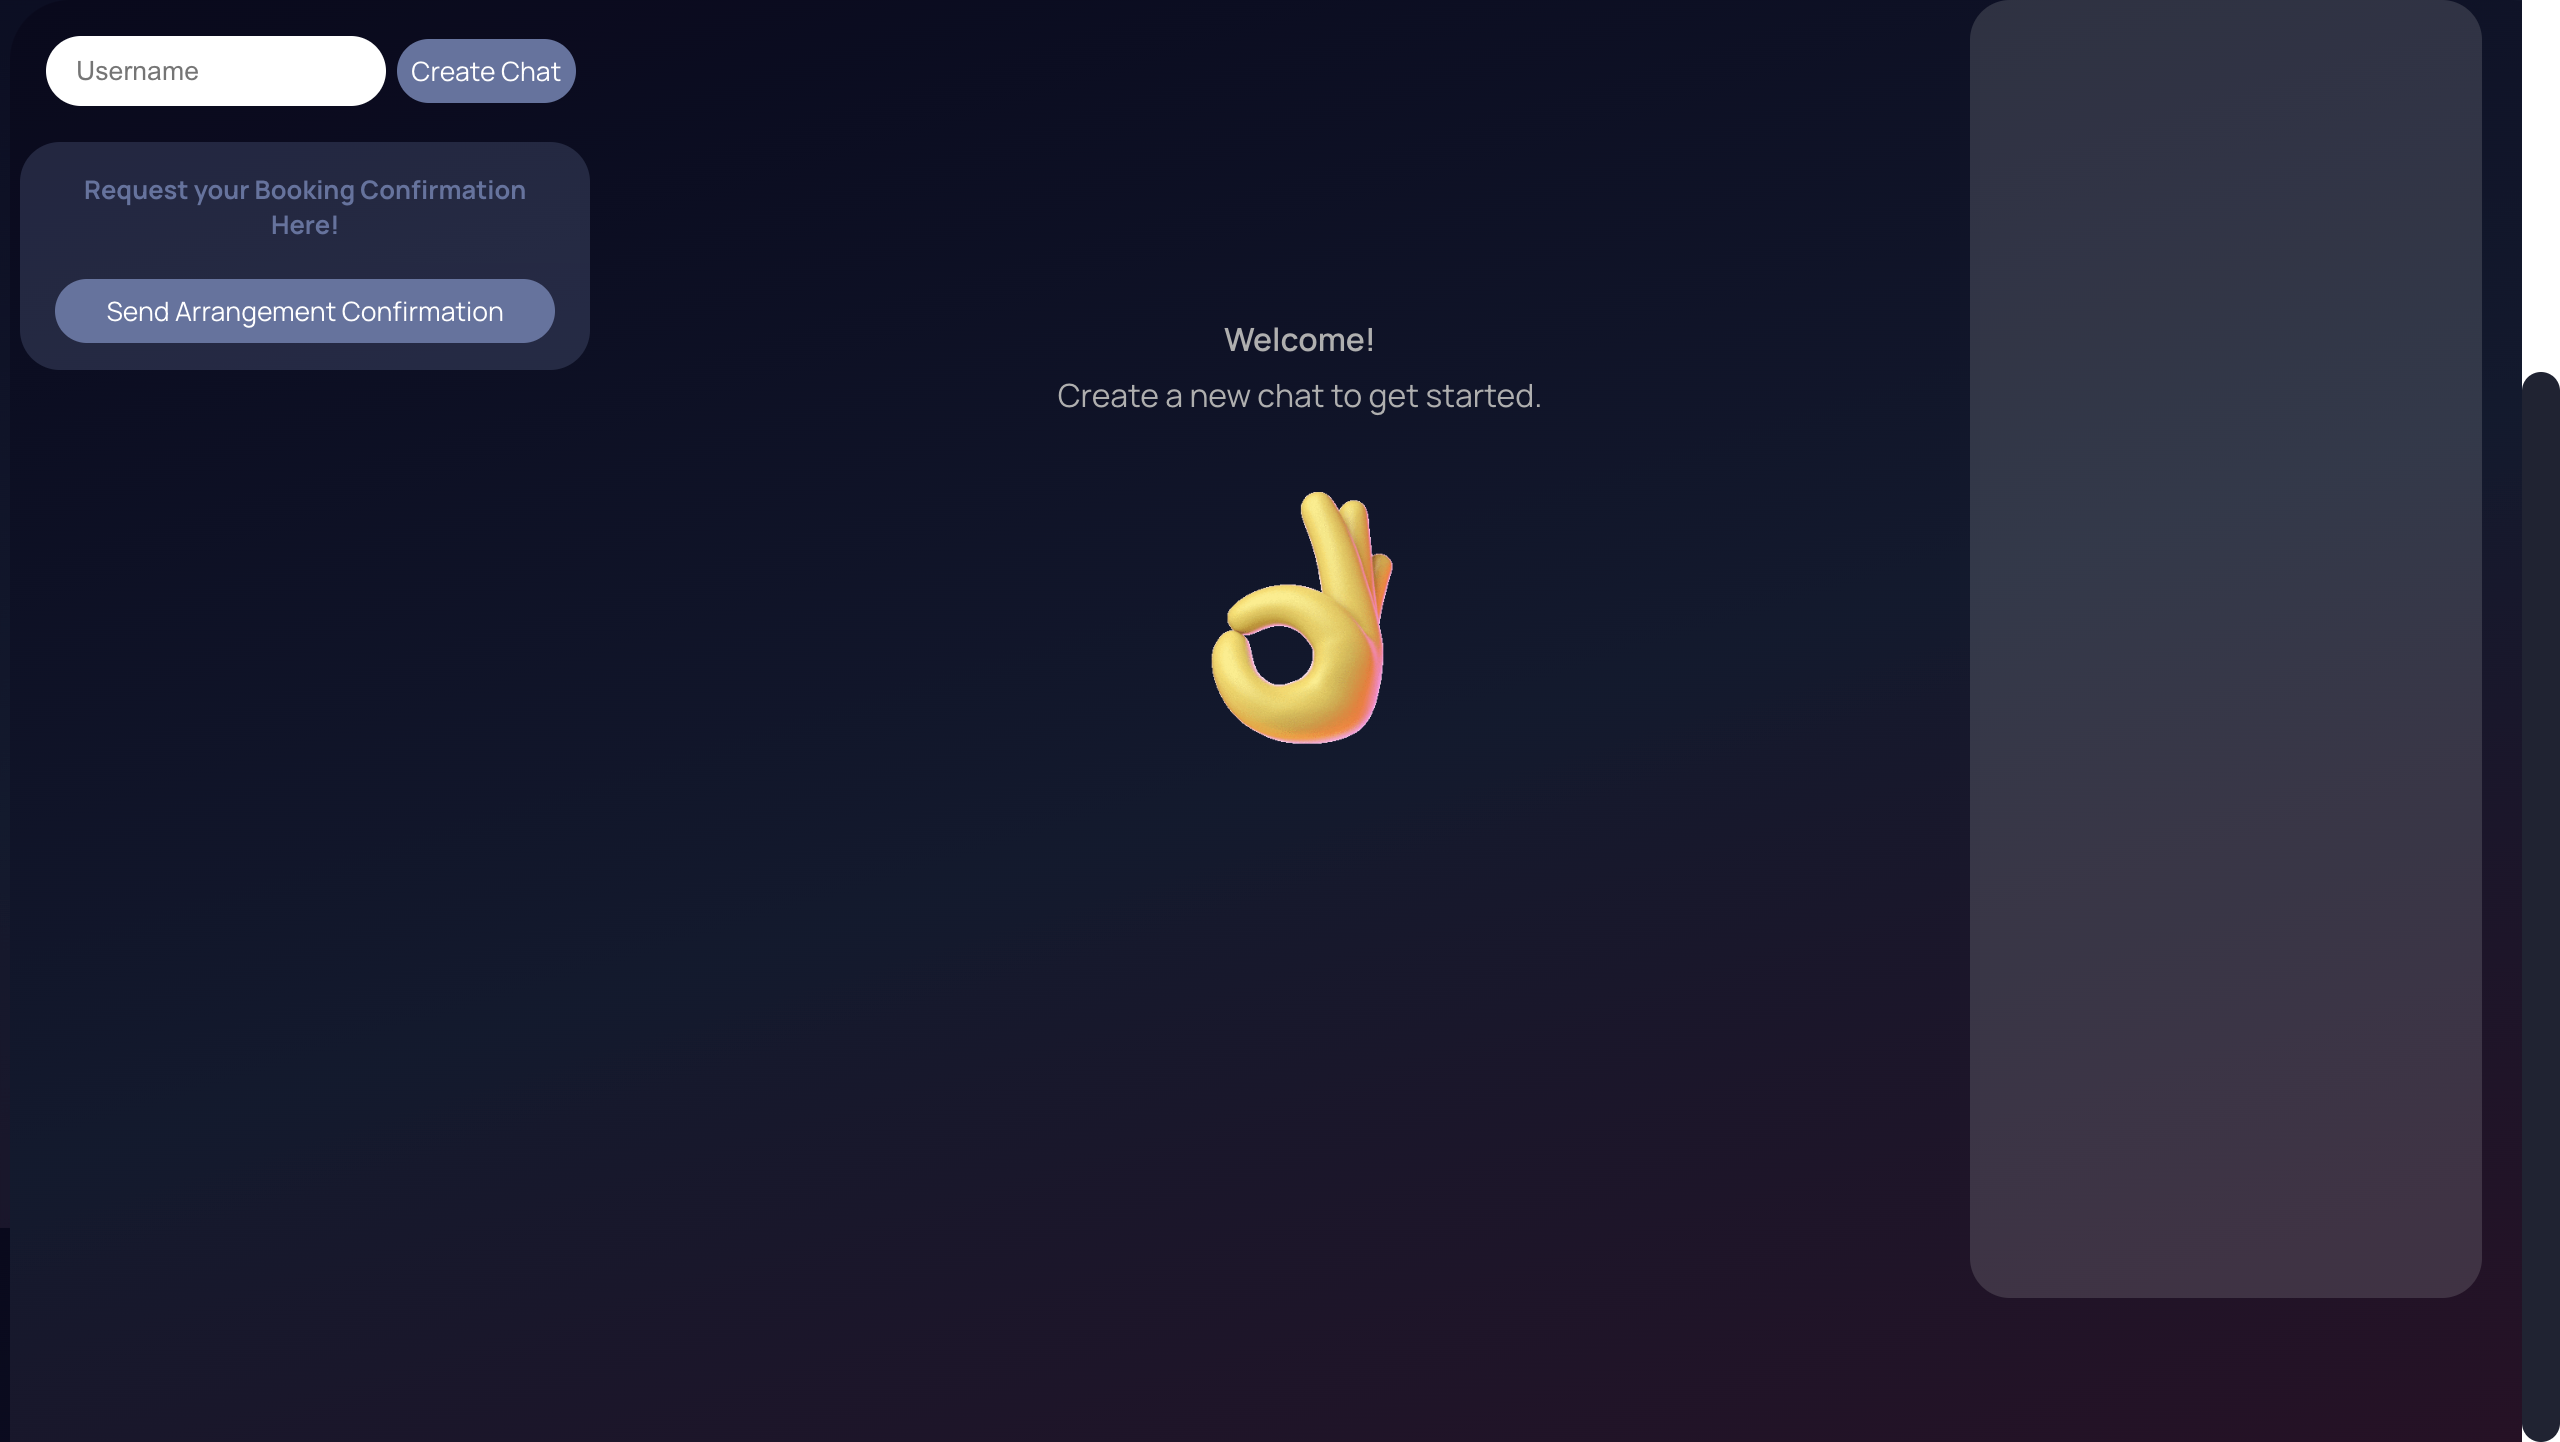 Username
Create Chat
Request your Booking Confirmation
Here!
Send Arrangement Confirmation
Welcome!
Create a new chat to get started.